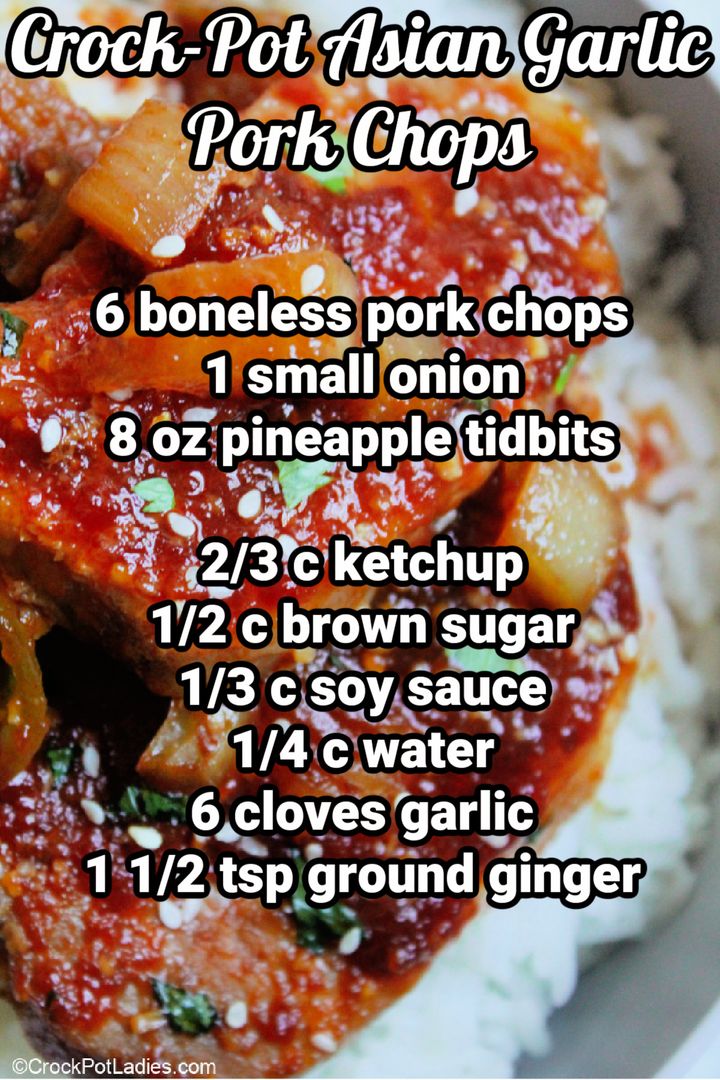 Crock-Pot Asian Garlic
Pork Chops
6 boneless pork chops
1 small onion
8 oz pineapple tidbits
2/3 c ketchup
1/2 c brown sugar
1/3 c soy sauce
1/4 c water
6 cloves garlic
1 1/2 tsp ground ginger
©CrockPotLadies.com